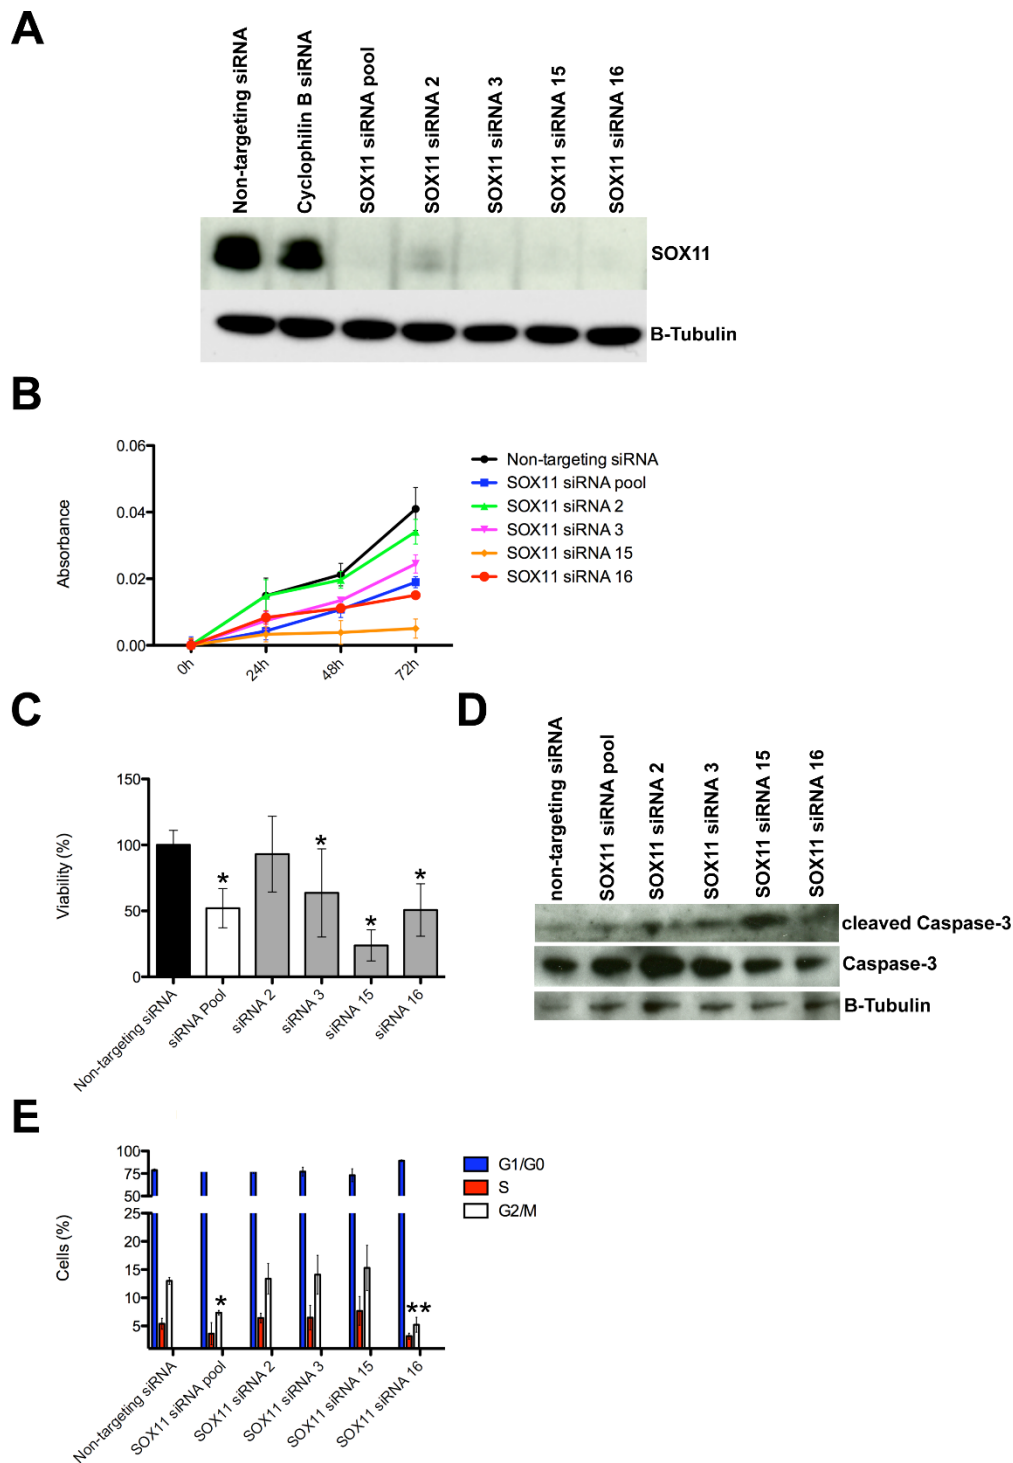 A
Non-targeting siRNA
Cyclophilin B siRNA
SOX11 siRNA pool
SOX11 siRNA 2
SOX11 siRNA 3
SOX11 siRNA 15
SOX11 siRNA 16
SOX11
B-Tubulin
B
0.06
0.04
0.02
0.00
Absorbance
0h
24h
48h
72h
Non-targeting siRNA
SOX11 siRNA pool
SOX11 siRNA 2
SOX11 siRNA 3
SOX11 siRNA 15
SOX11 siRNA 16
C
150
100
50
0
Viability (%)
*
*
*
*
Non-targeting siRNA
siRNA Pool
siRNA 2
siRNA 3
siRNA 15
siRNA 16
D
non-targeting siRNA
SOX11 siRNA pool
SOX11 siRNA 2
SOX11 siRNA 3
SOX11 siRNA 15
SOX11 siRNA 16
cleaved Caspase-3
Caspase-3
B-Tubulin
E
100
75
50
25
20
15
10
5
Cells (%)
*
**
Non-targeting siRNA
SOX11 siRNA pool
SOX11 siRNA 2
SOX11 siRNA 3
SOX11 siRNA 15
SOX11 siRNA 16
G1/G0
S
G2/M